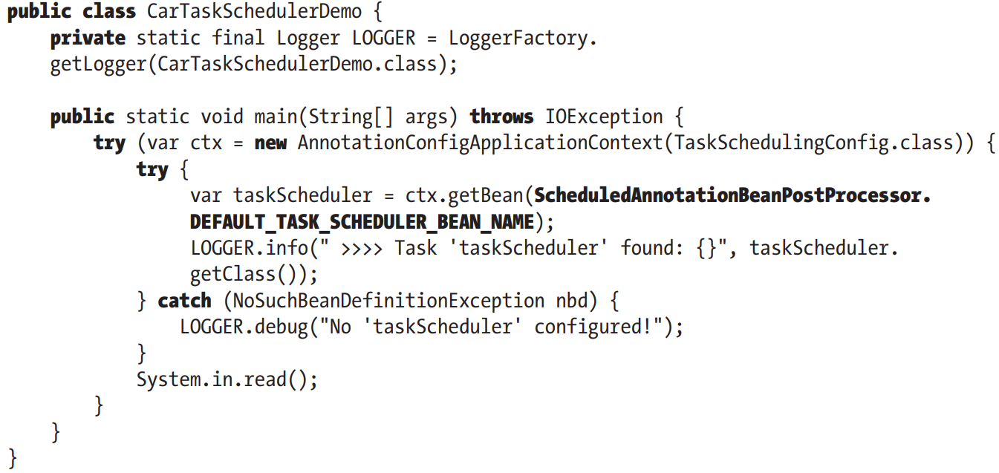 public class CarTaskSchedulerDemo {
    private static final Logger LOGGER = LoggerFactory.
    getLogger(CarTaskSchedulerDemo.class);

    public static void main(String[] args) throws IOException {
        try (var ctx = new AnnotationConfigApplicationContext(TaskSchedulingConfig.class)) {
            try {
                 var taskScheduler = ctx.getBean(ScheduledAnnotationBeanPostProcessor.
                 DEFAULT_TASK_SCHEDULER_BEAN_NAME);
                 LOGGER.info(" >>>> Task 'taskScheduler' found: {}", taskScheduler.
                 getClass());
            } catch (NoSuchBeanDefinitionException nbd) {
                LOGGER.debug("No 'taskScheduler' configured!");
            }
            System.in.read();
        }
    }
}